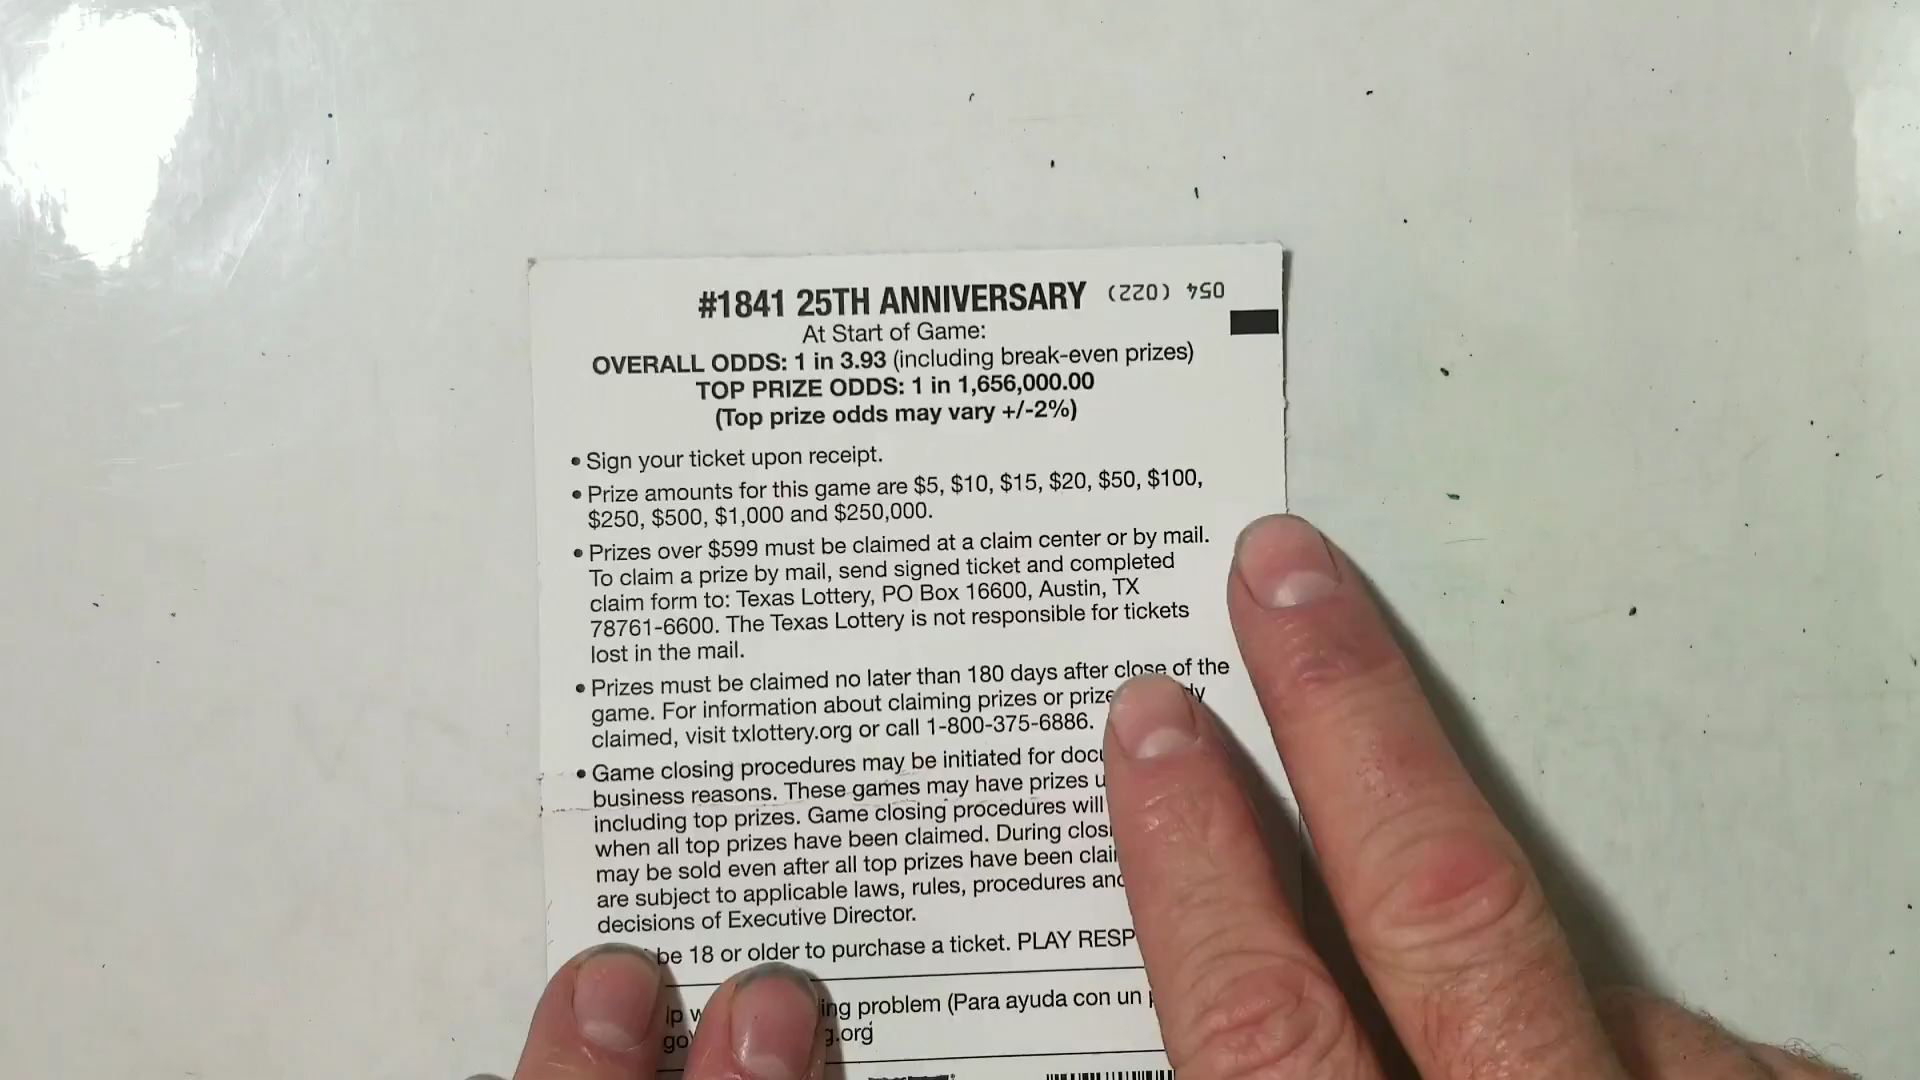 #1841 25TH ANNIVERSARY (022) 054
At Start of Game:
OVERALL ODDS: 1 in 3.93 (including break-even prizes)
TOP PRIZE ODDS: 1 in 1,656,000.00
(Top prize odds may vary +/-2%)
• Sign your ticket upon receipt.
• Prize amounts for this game are $5, $10, $15, $20, $50, $100,
$250, $500, $1,000 and $250,000.
• Prizes over $599 must be claimed at a claim center or by mail.
To claim a prize by mail, send signed ticket and completed
claim form to: Texas Lottery, PO Box 16600, Austin, TX
78761-6600. The Texas Lottery is not responsible for tickets
lost in the mail.
• Prizes must be claimed no later than 180 days after close of the
game. For information about claiming prizes or prize
claimed, visit txlottery.org or call 1-800-375-6886.
• Game closing procedures may be initiated for
business reasons. These games may have prizes
including top prizes. Game closing procedures will
when all top prizes have been claimed. During
may be sold even after all top prizes have been
are subject to applicable laws, rules, procedures
decisions of Executive Director.
be 18 or older to purchase a ticket. PLAY
problem (Para ayuda con un